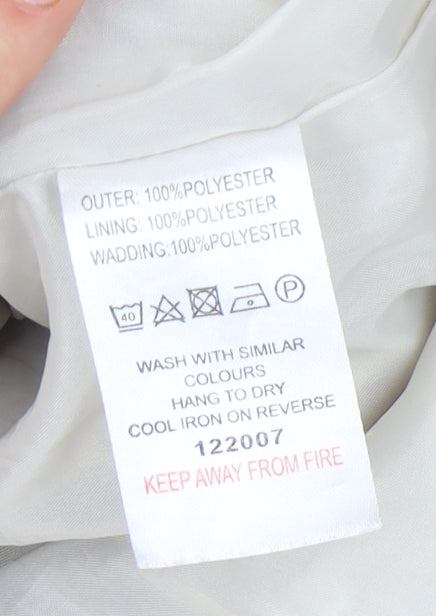 OUTER: 100%POLYESTER
LINING: 100%POLYESTER
WADDING:100%POLYESTER
40 P
WASH WITH SIMILAR
COLOURS
HANG TO DRY
COOL IRON ON REVERSE
122007
KEEP AWAY FROM FIRE